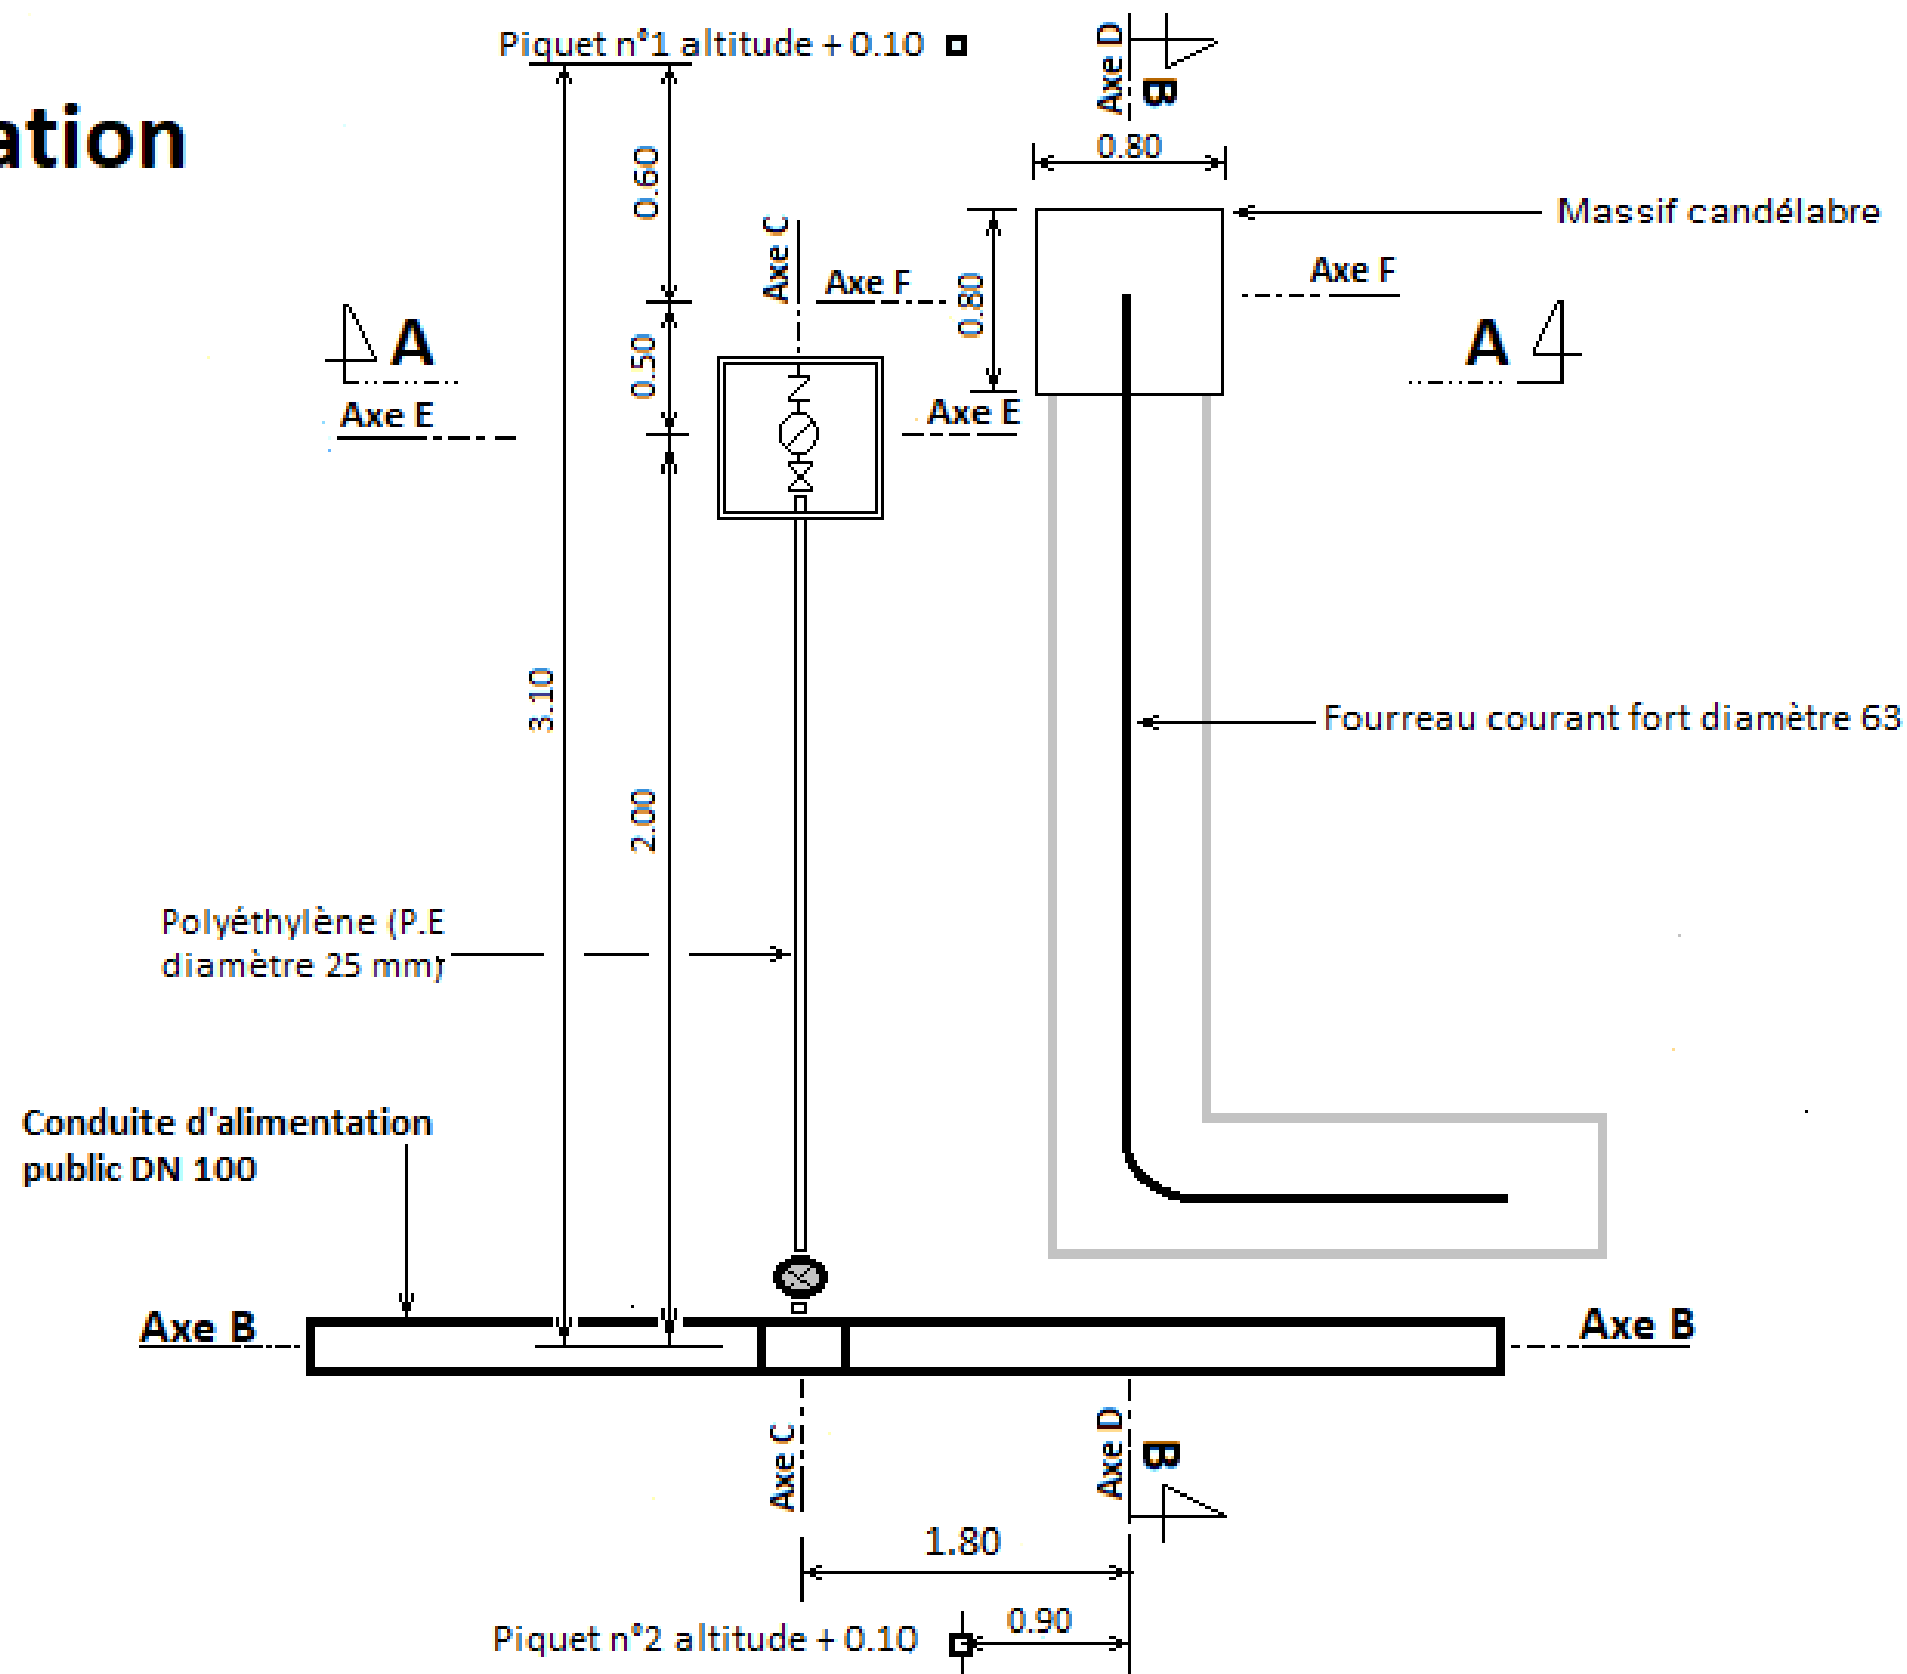 Piquet n°1 altitude + 0.10
Axe D
B
ation
0.80
0.60
Massif candélabre
Axe C
Axe F
Axe F
0.80
A
A
0.50
Axe E
Axe E
3.10
Fourreau courant fort diamètre 63
2.00
Polyéthylène (P.E
diamètre 25 mm)
Conduite d'alimentation
public DN 100
Axe B
Axe B
Axe C
Axe D
B
1.80
0.90
Piquet n°2 altitude + 0.10